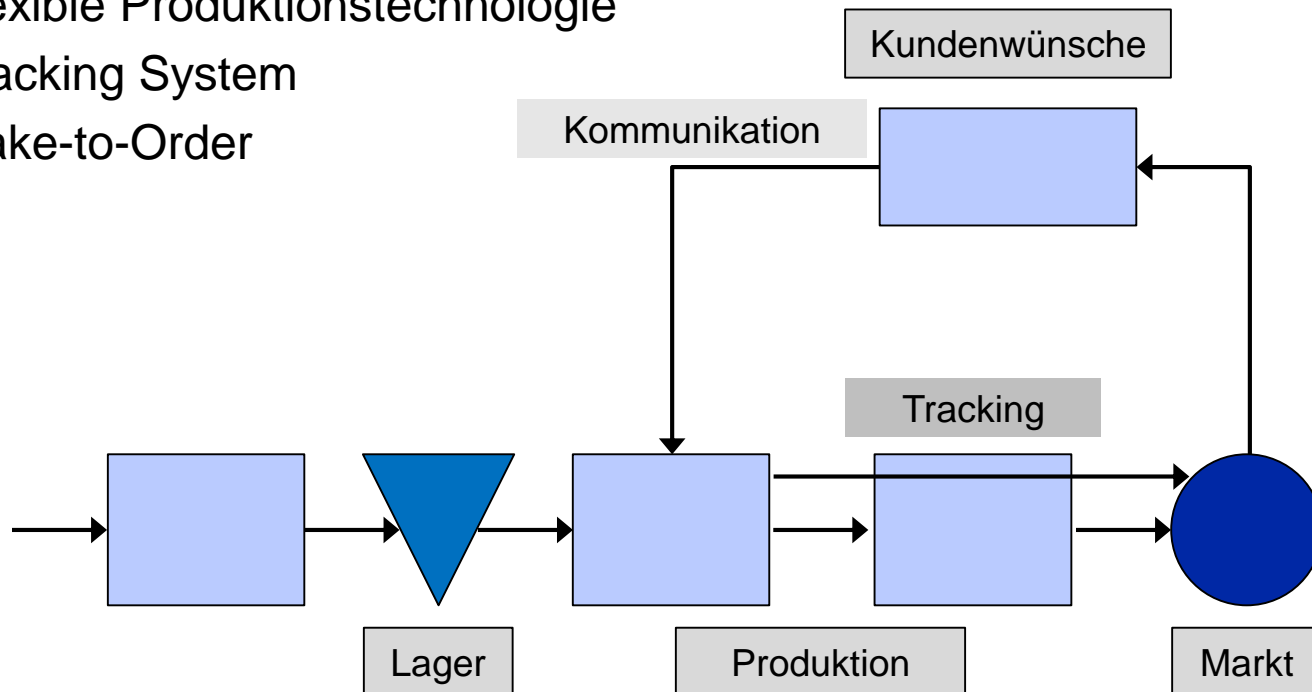 exible Produktionstechnologie
acking System
ake-to-Order
Kundenwünsche
Kommunikation
Tracking
Lager
Produktion
Markt